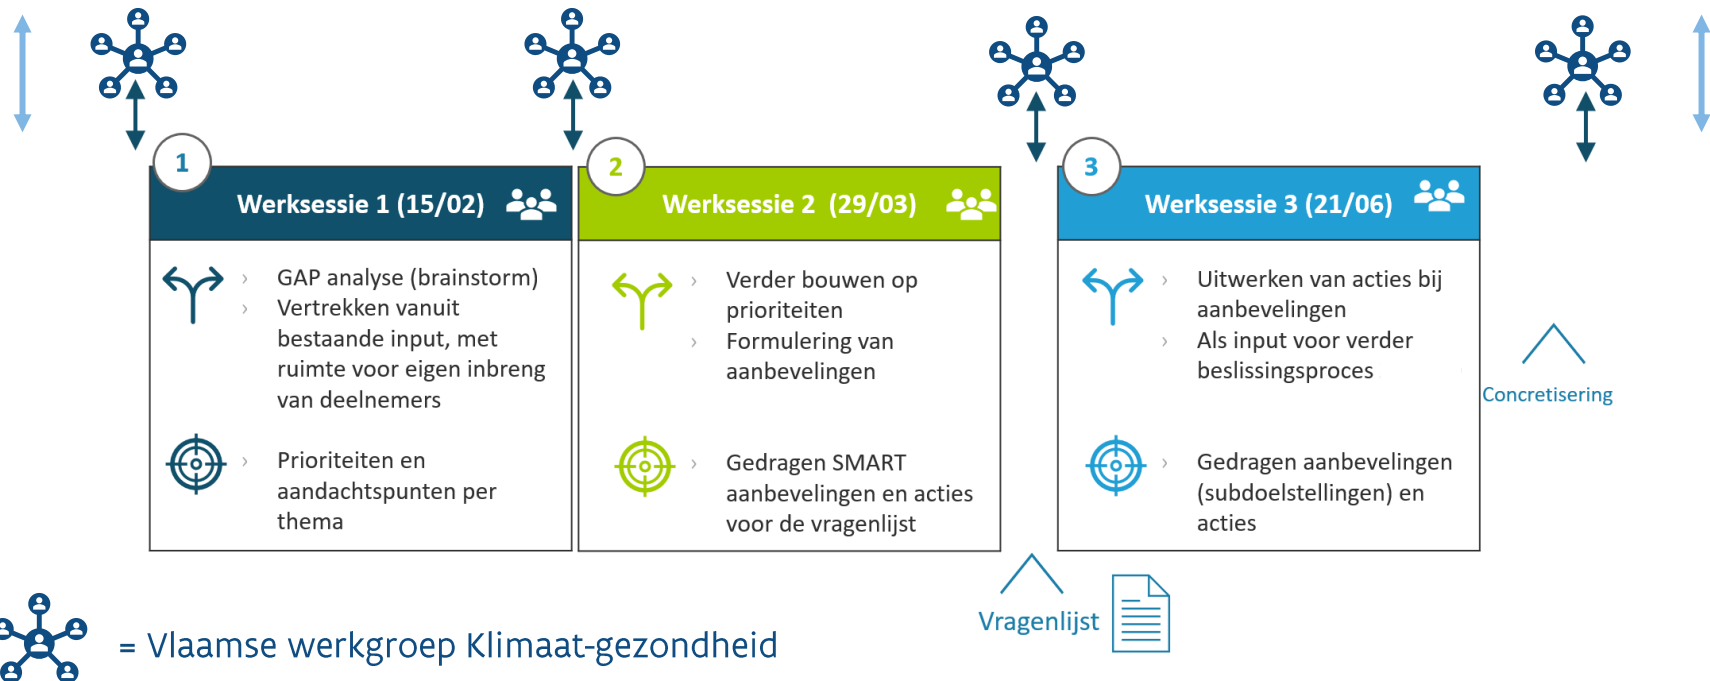 1
Werksessie 1 (15/02)
› GAP analyse (brainstorm)
› Vertrekken vanuit
bestaande input, met
ruimte voor eigen inbreng
van deelnemers
› Prioriteiten en
aandachtspunten per
thema
2
Werksessie 2 (29/03)
› Verder bouwen op
prioriteiten
› Formulering van
aanbevelingen
› Gedragen SMART
aanbevelingen en acties
voor de vragenlijst
3
Werksessie 3 (21/06)
› Uitwerken van acties bij
aanbevelingen
› Als input voor verder
beslissingsproces
› Gedragen aanbevelingen
(subdoelstellingen) en
acties
Concretisering
Vragenlijst
= Vlaamse werkgroep Klimaat-gezondheid